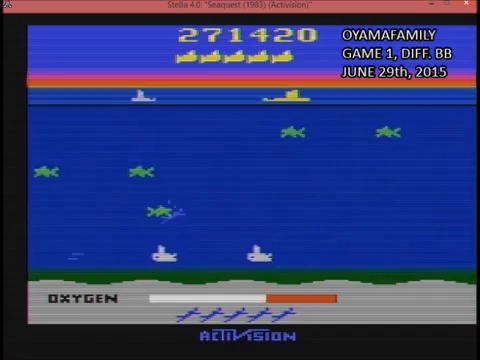 Stella 4.0: "Seaquest (1983) (Activision)"
271420
OYAMAFAMILY
GAME 1, DIFF. BB
JUNE 29th, 2015
OXYGEN
ACTIVISION